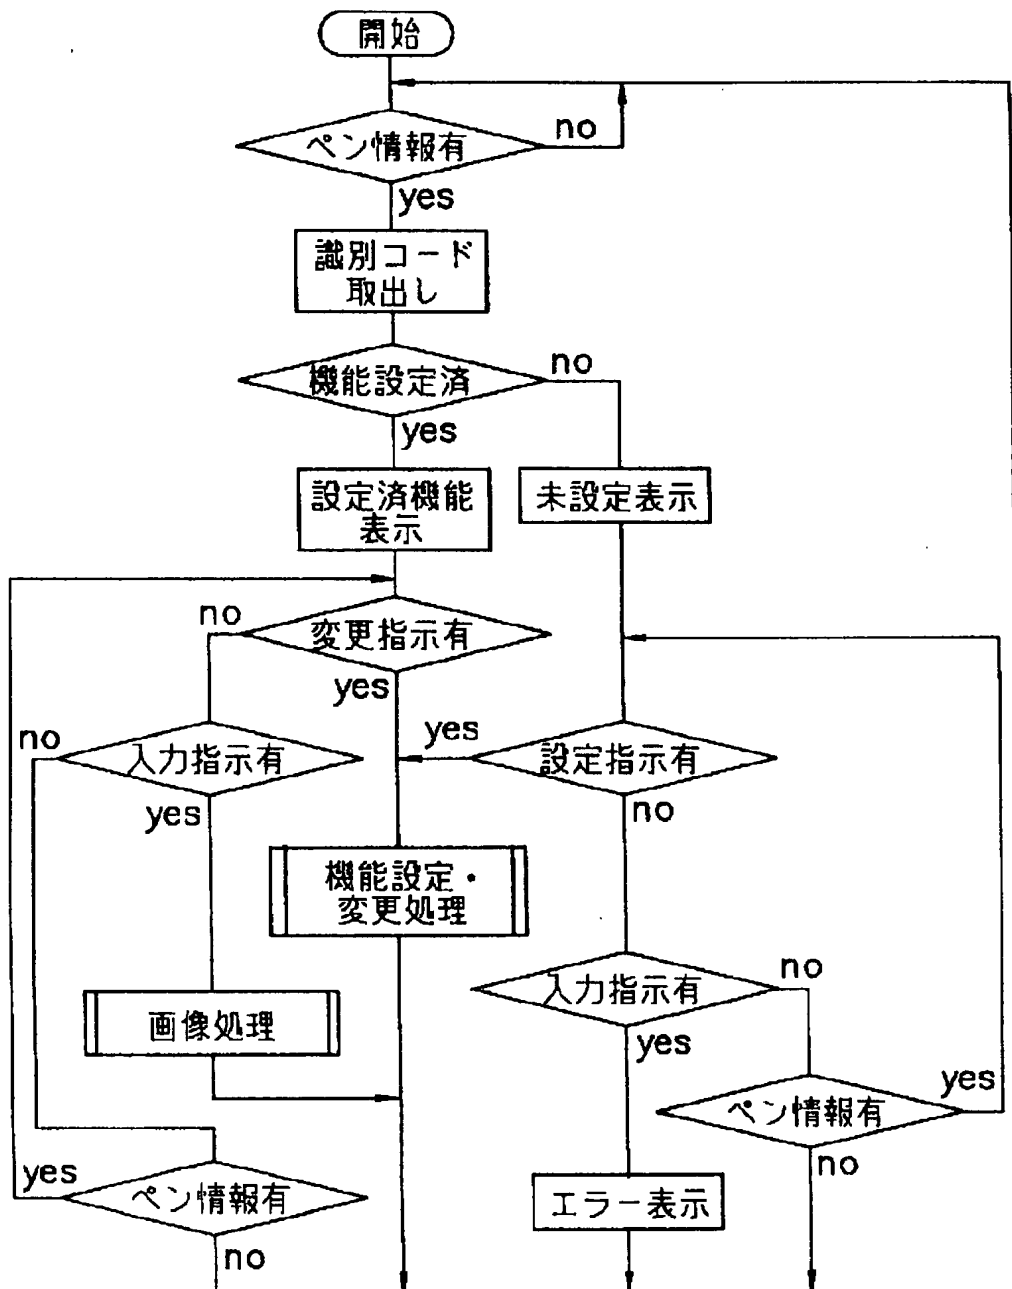 開始
ペン情報有
no
yes
識別コード
取出し
機能設定済
no
yes
設定済機能
表示
未設定表示
no
変更指示有
yes
no
入力指示有
yes
yes
設定指示有
no
機能設定・
変更処理
入力指示有
no
yes
画像処理
ペン情報有
yes
no
yes
ペン情報有
no
エラー表示